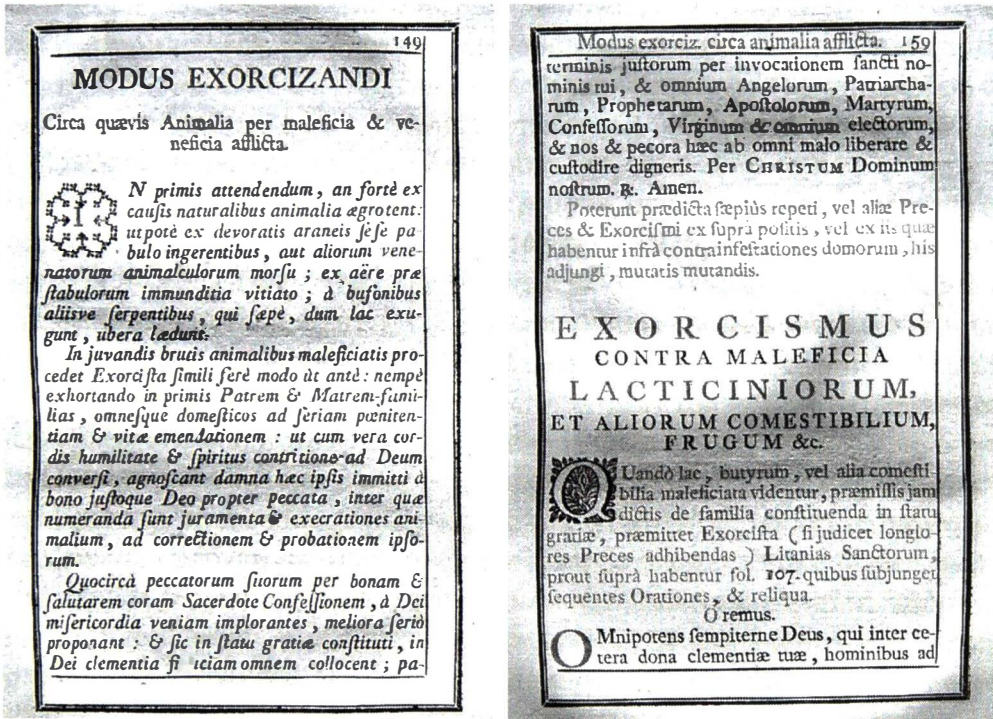 149
MODUS EXORCIZANDI
Circa quævis Animalia per maleficia & ve-
neficia afflicta.
IN primis attendendum, an fortè ex
causis naturalibus animalia ægrotent:
utpotè ex devoratis araneis sese pa
bulo ingerentibus, aut aliorum vene-
natorum animalculorum morsu; ex aëre præ
stabulorum immunditia vitiato; à bufonibus
aliisve serpentibus, qui sæpè, dum lac exu-
gunt, ubera lædunt.
In juvandis brutis animalibus maleficiatis pro-
cedet Exorcista simili ferè modo ùt antè: nempè
exhortando in primis Patrem & Matrem-fami-
lias, omnesque domesticos ad seriam pœniten-
tiam & vitæ emendationem: ut cum vera cor-
dis humilitate & spiritus contritione ad Deum
conversi, agnoscant damna hæc ipsis immitti à
bono justoque Deo propter peccata, inter quæ
numeranda sunt juramenta & execrationes ani-
malium, ad correctionem & probationem ipso-
rum.
Quocircà peccatorum suorum per bonam &
salutarem coram Sacerdote Confessionem, à Dei
misericordia veniam implorantes, meliora seriò
proponant: & sic in statu gratiæ constituti, in
Dei clementia fi iciam omnem collocent; pa-
Modus exorciz. circa animalia afflicta. 159
terminis justorum per invocationem sancti no-
minis tui, & omnium Angelorum, Patriarcha-
rum, Prophetarum, Apostolorum, Martyrum,
Confessorum, Virginum & omnium electorum,
& nos & pecora hæc ab omni malo liberare &
custodire digneris. Per CHRISTUM Dominum
nostrum. ℟. Amen.
Poterunt prædicta sæpiùs repeti, vel aliæ Pre-
ces & Exorcismi ex suprà positis, vel ex iis quæ
habentur infrà contra infestationes domorum, his
adjungi, mutatis mutandis.
EXORCISMUS
CONTRA MALEFICIA
LACTICINIORUM,
ET ALIORUM COMESTIBILIUM,
FRUGUM &c.
QUandò lac, butyrum, vel alia comesti
bilia maleficiata videntur, præmissis jam
dictis de familia constituenda in statu
gratiæ, præmittet Exorcista (si judicet longio-
res Preces adhibendas) Litanias Sanctorum,
prout suprà habentur fol. 107. quibus subjunget
sequentes Orationes, & reliqua.
Oremus.
OMnipotens sempiterne Deus, qui inter ce-
tera dona clementiæ tuæ, hominibus ad